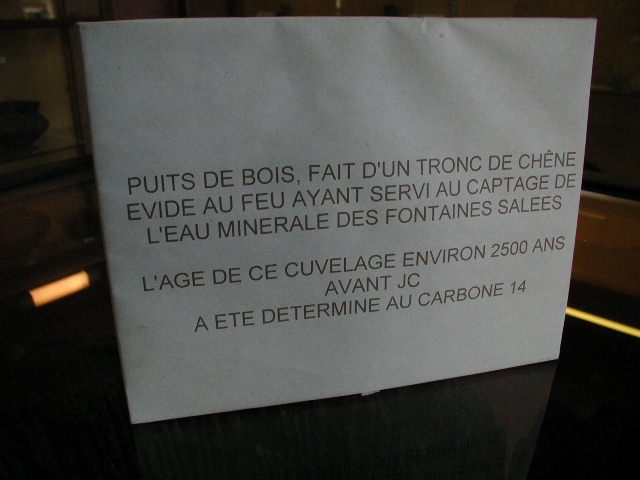 PUITS DE BOIS, FAIT D'UN TRONC DE CHÊNE
EVIDE AU FEU AYANT SERVI AU CAPTAGE DE
L'EAU MINERALE DES FONTAINES SALEES
L'AGE DE CE CUVELAGE ENVIRON 2500 ANS
AVANT JC
A ETE DETERMINE AU CARBONE 14